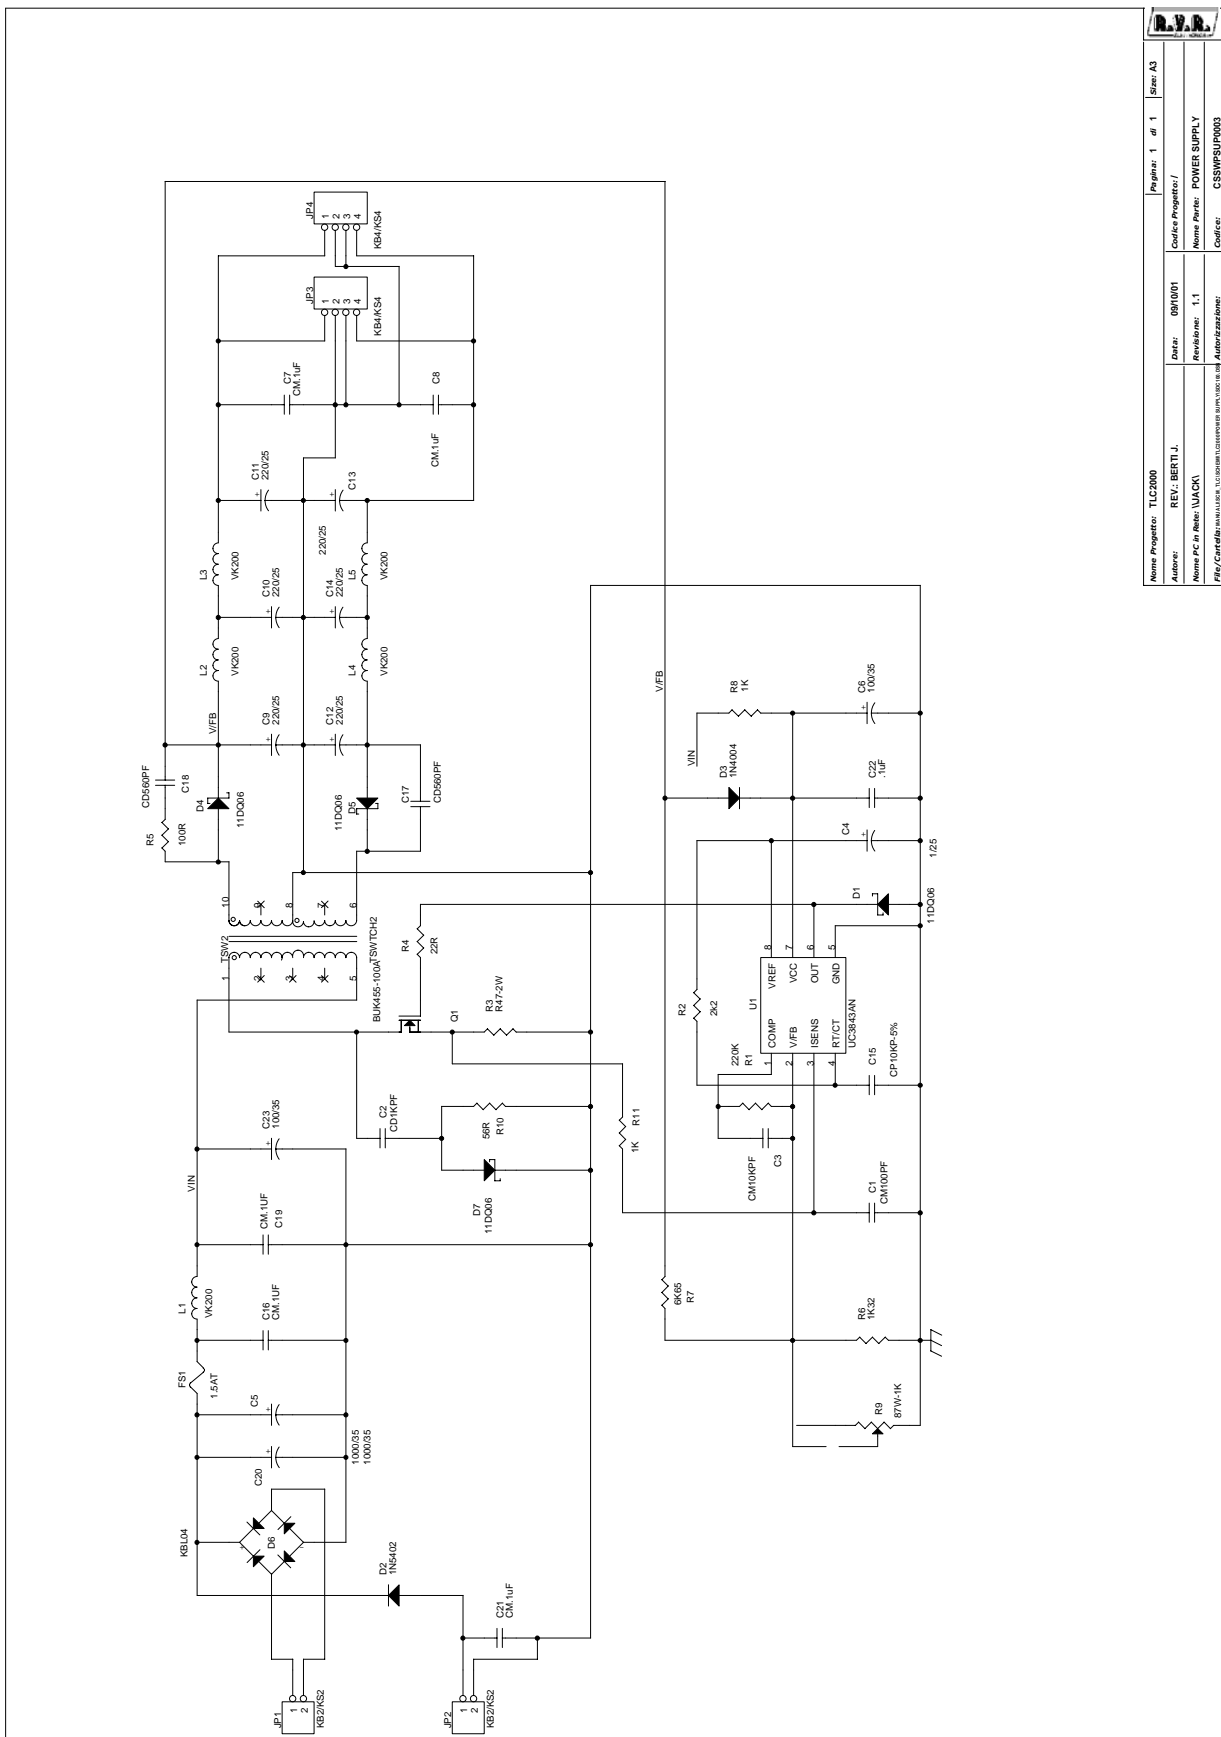 JP1
1
2
KB2/KS2
JP2
1
2
KB2/KS2
KBL04
D6
D2
1N5402
C21
CM.1uF
C20
C5
1000/35
1000/35
FS1
1.5AT
L1
VK200
C16
CM.1UF
CM.1UF
C19
VIN
C23
100/35
C2
CD1KPF
56R
R10
D7
11DQ06
TSW2
TSWTCH2
1
2
3
4
5
10
9
8
7
6
BUK455-100A
Q1
R3
R47-2W
R4
22R
R11
1K
R5
100R
CD560PF
C18
D4
11DQ06
D5
11DQ06
C17
CD560PF
V/FB
C9
220/25
C12
220/25
L2
VK200
L4
VK200
C10
220/25
C14
220/25
L3
VK200
L5
VK200
C11
220/25
C13
220/25
C7
CM.1uF
C8
CM.1uF
JP3
1
2
3
4
KB4/KS4
JP4
1
2
3
4
KB4/KS4
V/FB
6K65
R7
R6
1K32
R9
87W-1K
C1
CM100PF
CM10KPF
C3
220K
R1
C15
CP10KP-5%
R2
2k2
U1
COMP
V/FB
ISENS
RT/CT
VREF
VCC
OUT
GND
1
2
3
4
8
7
6
5
UC3843AN
D1
11DQ06
C4
1/25
D3
1N4004
C22
.1uF
VIN
R8
1K
C6
100/35
R.V.R.
Nome Progetto: TLC2000
Pagina: 1 di 1
Size: A3
Autore: REV.: BERTI J.
Data: 09/10/01
Codice Progetto: /
Nome PC in Rete: \\JACK\
Revisione: 1.1
Nome Parte: POWER SUPPLY
File/Cartella:
Autorizzazione:
Codice: CSSWPSUP0003